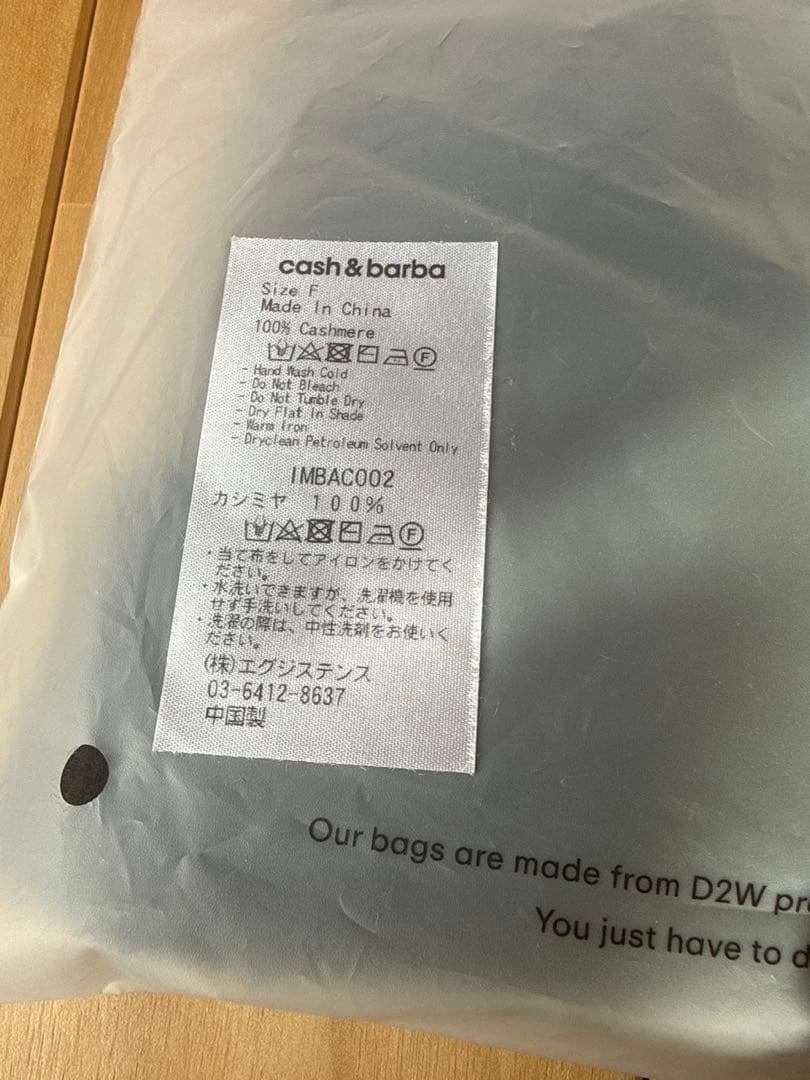 cash&barba
Size F
Made In China
100% Cashmere
F
- Hand Wash Cold
- Do Not Bleach
- Do Not Tumble Dry
- Dry Flat In Shade
- Warm Iron
- Dryclean Petroleum Solvent Only
IMBAC002
カシミヤ 100%
F
・当て布をしてアイロンをかけてく
ださい。
・水洗いできますが、洗濯機を使用
せず手洗いしてください。
・洗濯の際は、中性洗剤をお使いく
ださい。
(株)エグジステンス
03-6412-8637
中国製
Our bags are made from D2W pr
You just have to d